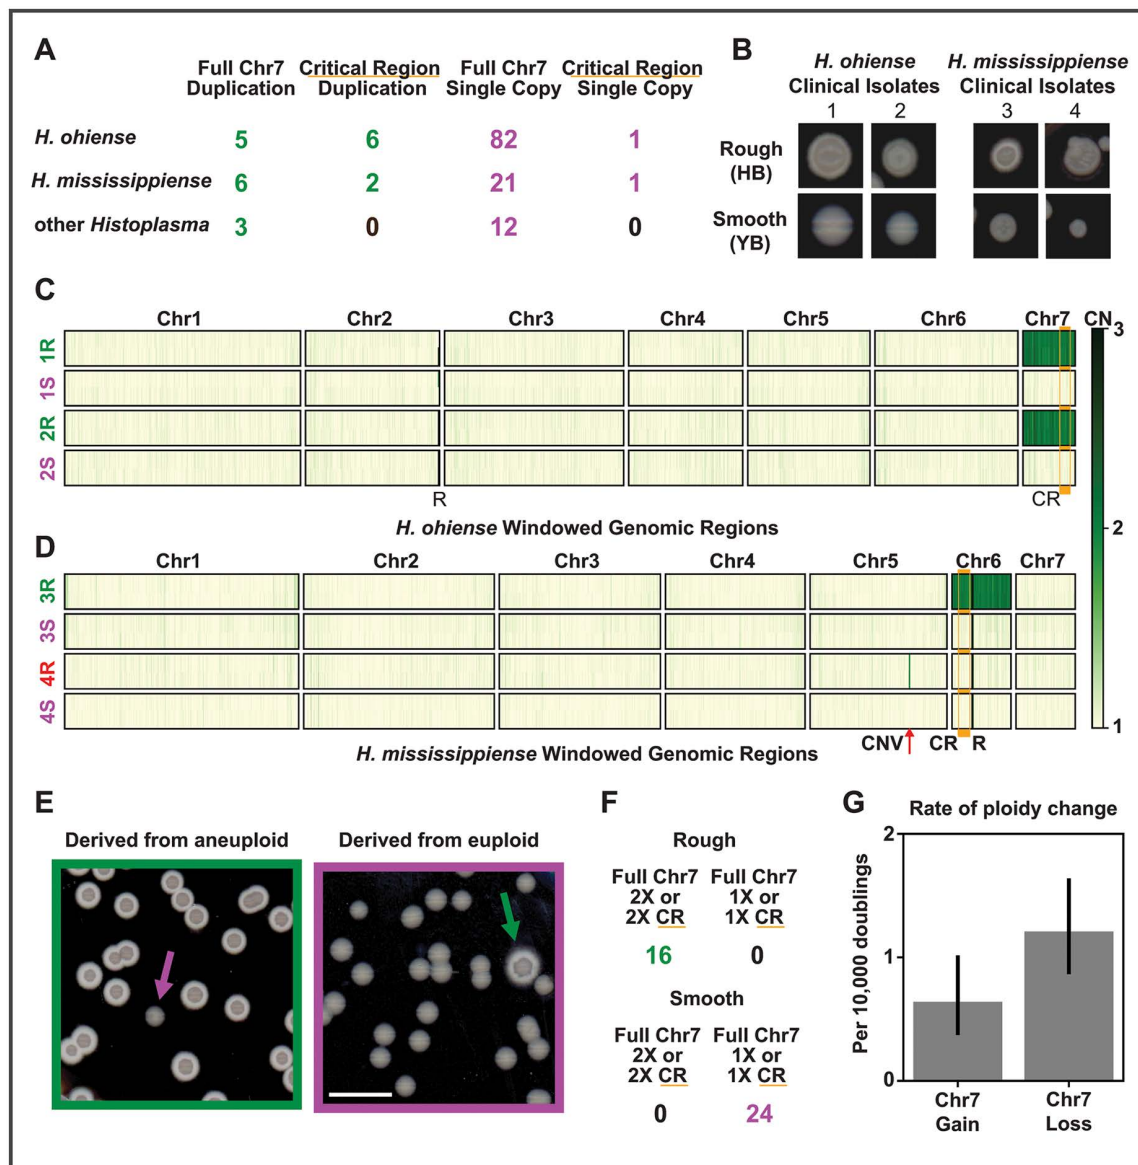 A
Full Chr7 Critical Region Full Chr7 Critical Region
Duplication Duplication Single Copy Single Copy
H. ohiense 5 6 82 1
H. mississippiense 6 2 21 1
other Histoplasma 3 0 12 0
B
H. ohiense H. mississippiense
Clinical Isolates Clinical Isolates
1 2 3 4
Rough
(HB)
Smooth
(YB)
C
Chr1 Chr2 Chr3 Chr4 Chr5 Chr6 Chr7 CN
1R
1S
2R
2S
R CR
H. ohiense Windowed Genomic Regions
3
2
1
D
Chr1 Chr2 Chr3 Chr4 Chr5 Chr6 Chr7
3R
3S
4R
4S
CNV CR R
H. mississippiense Windowed Genomic Regions
E
Derived from aneuploid Derived from euploid
F
Rough
Full Chr7 Full Chr7
2X or 1X or
2X CR 1X CR
16 0
Smooth
Full Chr7 Full Chr7
2X or 1X or
2X CR 1X CR
0 24
G
Rate of ploidy change
Per 10,000 doublings
2
1
0
Chr7 Chr7
Gain Loss